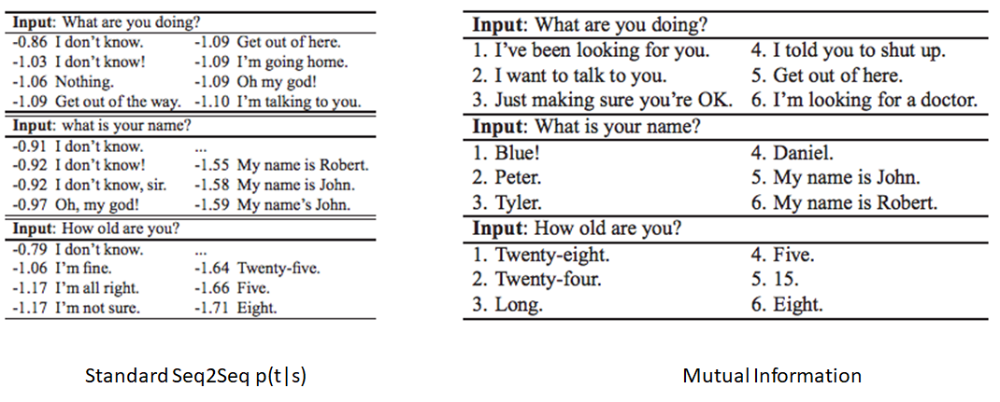 Input: What are you doing?
-0.86 I don't know. -1.09 Get out of here.
-1.03 I don't know! -1.09 I'm going home.
-1.06 Nothing. -1.09 Oh my god!
-1.09 Get out of the way. -1.10 I'm talking to you.
Input: what is your name?
-0.91 I don't know. ...
-0.92 I don't know! -1.55 My name is Robert.
-0.92 I don't know, sir. -1.58 My name is John.
-0.97 Oh, my god! -1.59 My name's John.
Input: How old are you?
-0.79 I don't know. ...
-1.06 I'm fine. -1.64 Twenty-five.
-1.17 I'm all right. -1.66 Five.
-1.17 I'm not sure. -1.71 Eight.
Standard Seq2Seq p(t|s)
Input: What are you doing?
1. I've been looking for you. 4. I told you to shut up.
2. I want to talk to you. 5. Get out of here.
3. Just making sure you're OK. 6. I'm looking for a doctor.
Input: What is your name?
1. Blue! 4. Daniel.
2. Peter. 5. My name is John.
3. Tyler. 6. My name is Robert.
Input: How old are you?
1. Twenty-eight. 4. Five.
2. Twenty-four. 5. 15.
3. Long. 6. Eight.
Mutual Information